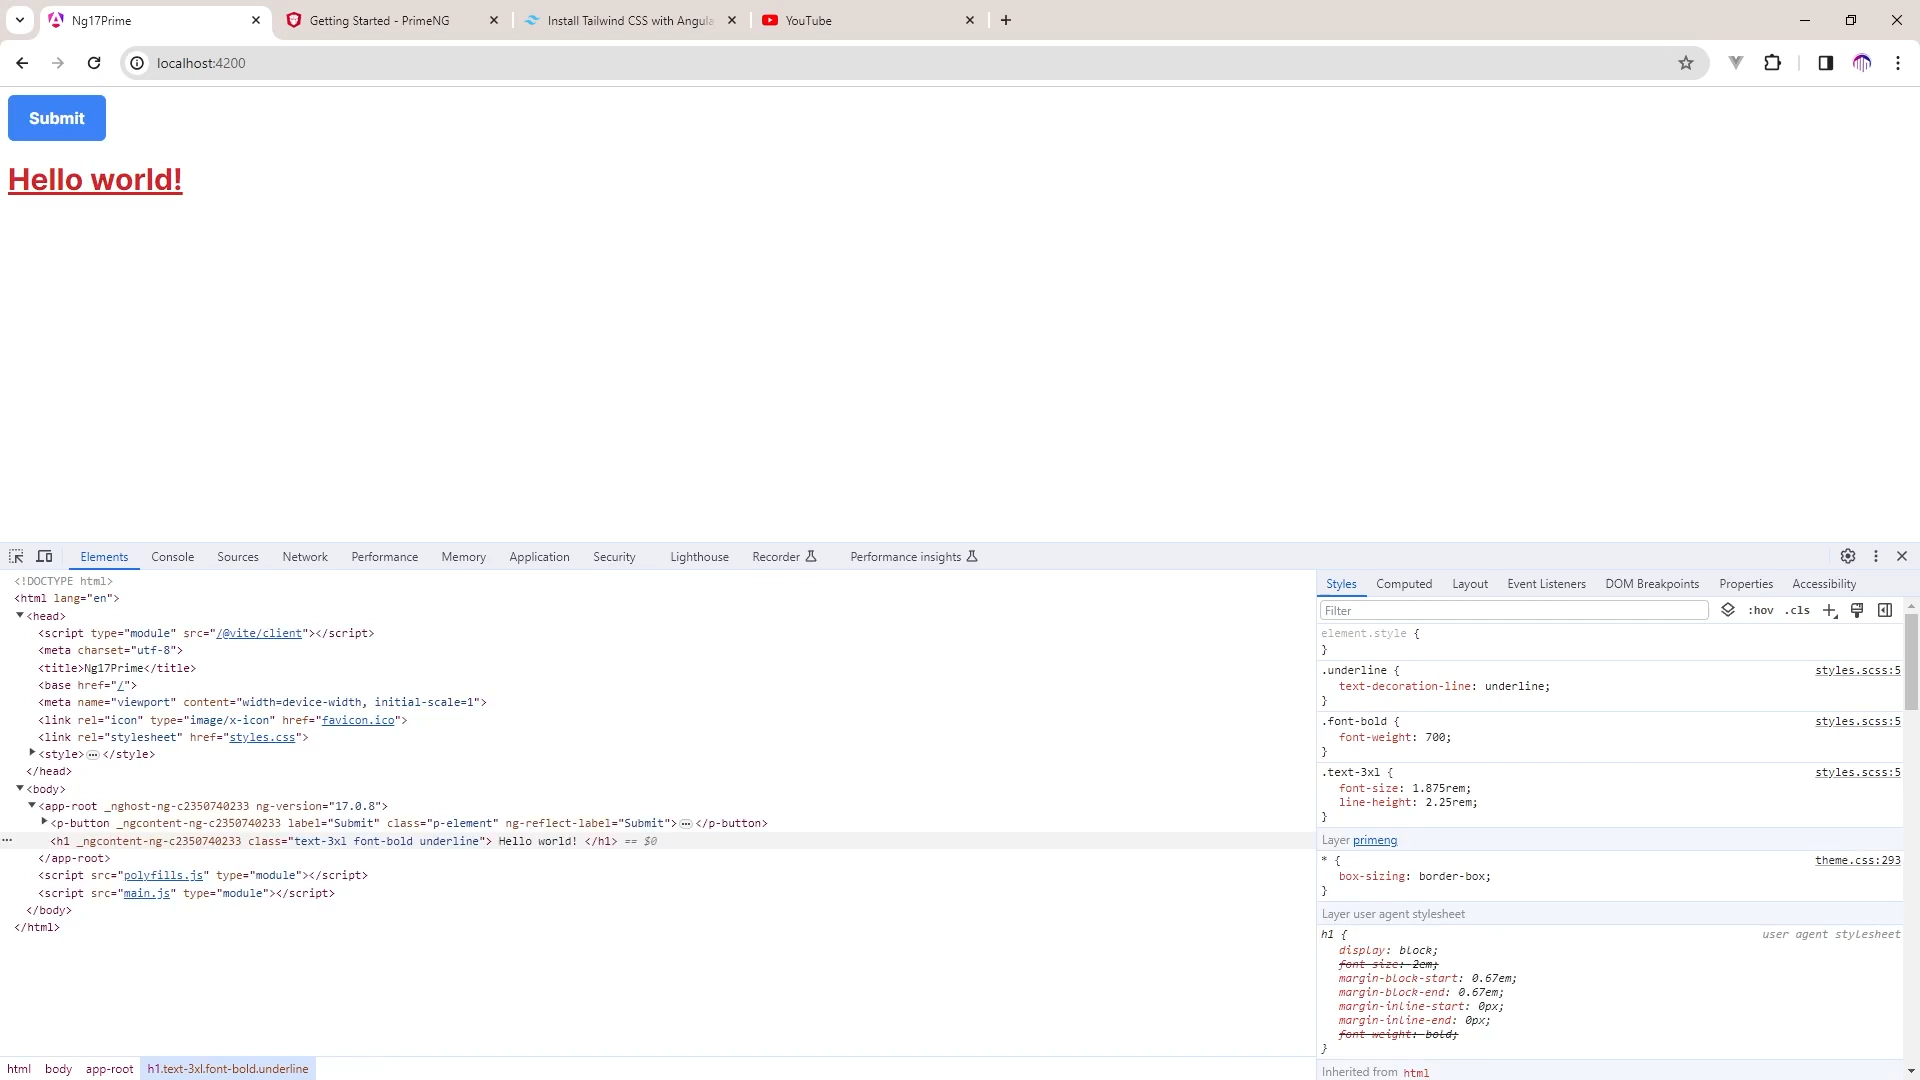 Ng17Prime
Getting Started - PrimeNG
Install Tailwind CSS with Angula
YouTube
localhost:4200
Submit
Hello world!
Elements Console Sources Network Performance Memory Application Security Lighthouse Recorder Performance insights
<!DOCTYPE html>
<html lang="en">
<head>
<script type="module" src="/@vite/client"></script>
<meta charset="utf-8">
<title>Ng17Prime</title>
<base href="/">
<meta name="viewport" content="width=device-width, initial-scale=1">
<link rel="icon" type="image/x-icon" href="favicon.ico">
<link rel="stylesheet" href="styles.css">
<style>…</style>
</head>
<body>
<app-root _nghost-ng-c2350740233 ng-version="17.0.8">
<p-button _ngcontent-ng-c2350740233 label="Submit" class="p-element" ng-reflect-label="Submit">…</p-button>
<h1 _ngcontent-ng-c2350740233 class="text-3xl font-bold underline"> Hello world! </h1> == $0
</app-root>
<script src="polyfills.js" type="module"></script>
<script src="main.js" type="module"></script>
</body>
</html>
html body app-root h1.text-3xl.font-bold.underline
Styles Computed Layout Event Listeners DOM Breakpoints Properties Accessibility
Filter :hov .cls
element.style {
}
.underline { styles.scss:5
text-decoration-line: underline;
}
.font-bold { styles.scss:5
font-weight: 700;
}
.text-3xl { styles.scss:5
font-size: 1.875rem;
line-height: 2.25rem;
}
Layer primeng
* { theme.css:293
box-sizing: border-box;
}
Layer user agent stylesheet
h1 { user agent stylesheet
display: block;
font-size: 2em;
margin-block-start: 0.67em;
margin-block-end: 0.67em;
margin-inline-start: 0px;
margin-inline-end: 0px;
font-weight: bold;
}
Inherited from html